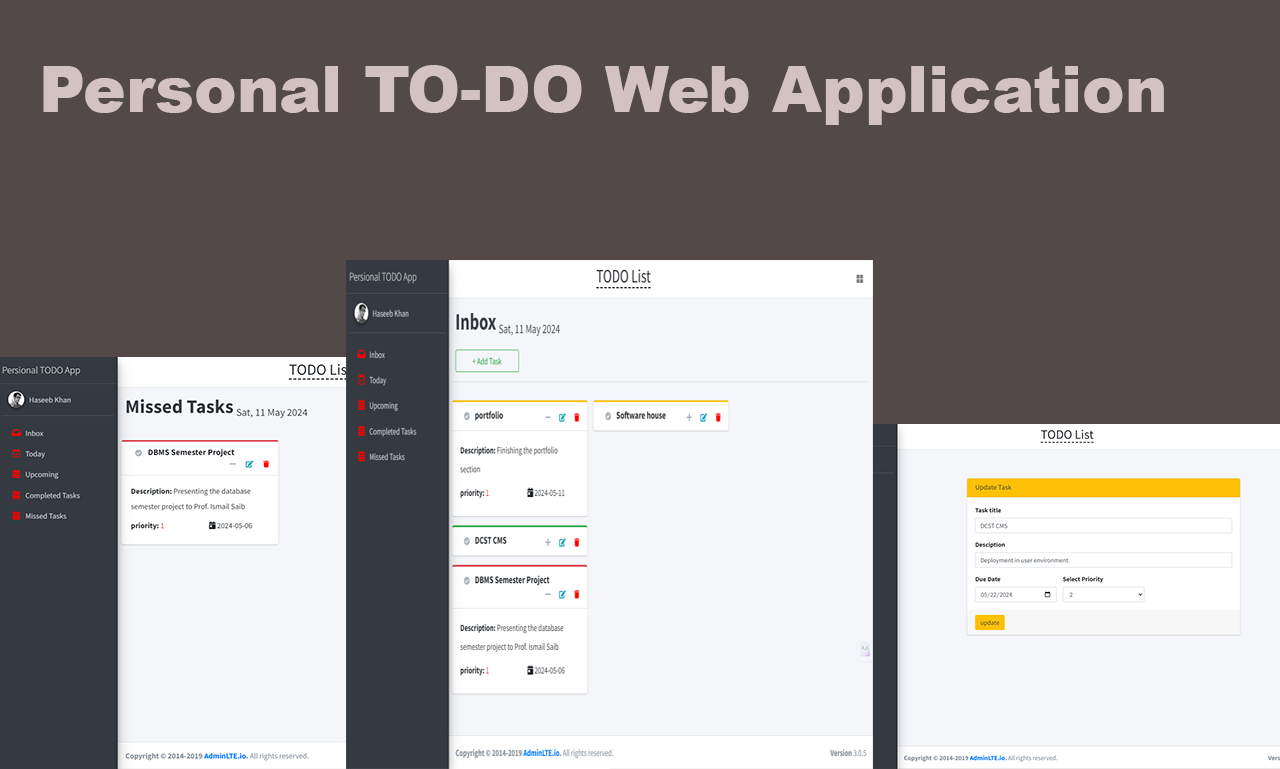 Personal TO-DO Web Application
Persional TODO App
Haseeb Khan
Inbox
Today
Upcoming
Completed Tasks
Missed Tasks
TODO Lis
Missed Tasks Sat, 11 May 2024
DBMS Semester Project
Description: Presenting the database
semester project to Prof. Ismail Saib
priority: 1 2024-05-06
Copyright © 2014-2019 AdminLTE.io. All rights reserved.
Persional TODO App
Haseeb Khan
Inbox
Today
Upcoming
Completed Tasks
Missed Tasks
TODO List
Inbox Sat, 11 May 2024
+ Add Task
portfolio
Description: Finishing the portfolio
section
priority: 1 2024-05-11
Software house
DCST CMS
DBMS Semester Project
Description: Presenting the database
semester project to Prof. Ismail Saib
priority: 1 2024-05-06
Copyright © 2014-2019 AdminLTE.io. All rights reserved. Version 3.0.5
TODO List
Update Task
Task title
DCST CMS
Desciption
Deployment in user environment
Due Date Select Priority
05/22/2024 2
update
Copyright © 2014-2019 AdminLTE.io. All rights reserved. Vers